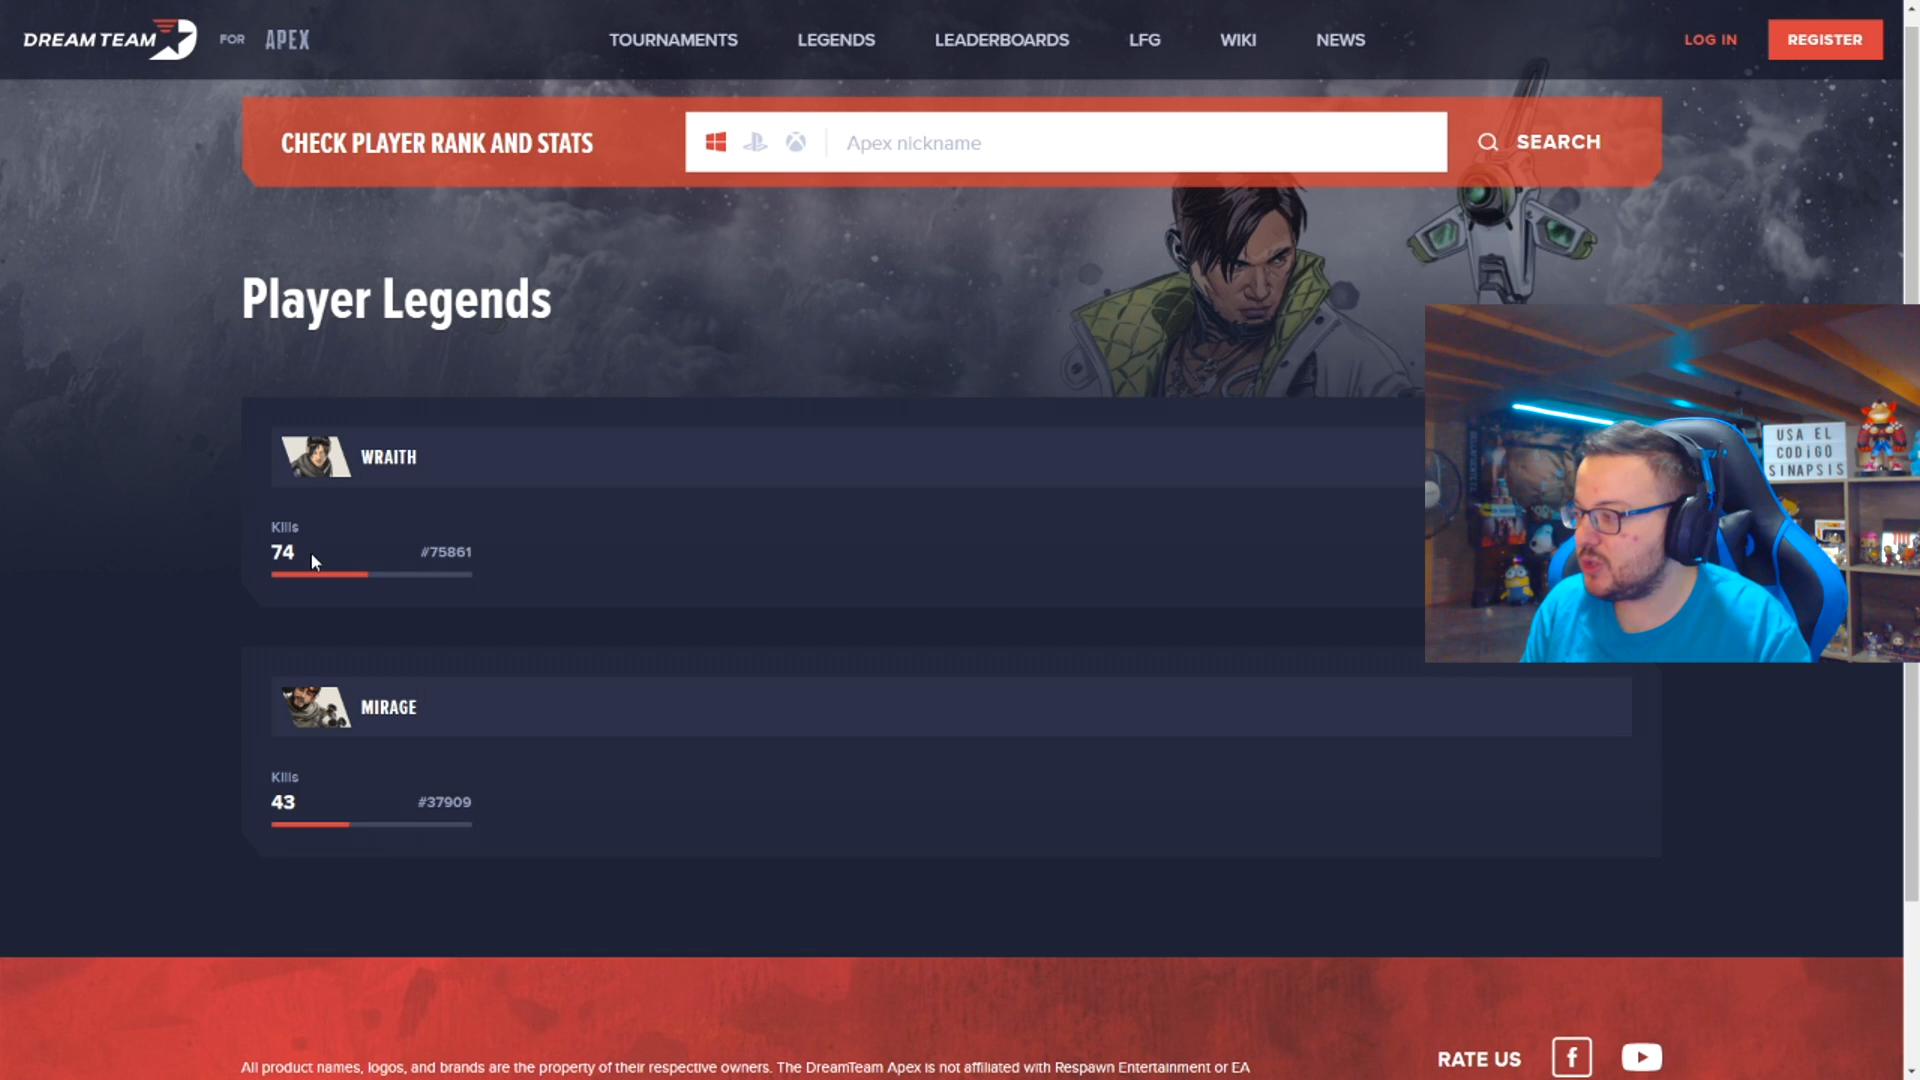 DREAM TEAM FOR APEX
TOURNAMENTS LEGENDS LEADERBOARDS LFG WIKI NEWS
LOG IN REGISTER
CHECK PLAYER RANK AND STATS
Apex nickname
SEARCH
Player Legends
WRAITH
Kills
74 #75861
MIRAGE
Kills
43 #37909
USA EL
CODiGO
SINAPSIS
All product names, logos, and brands are the property of their respective owners. The DreamTeam Apex is not affiliated with Respawn Entertainment or EA
RATE US